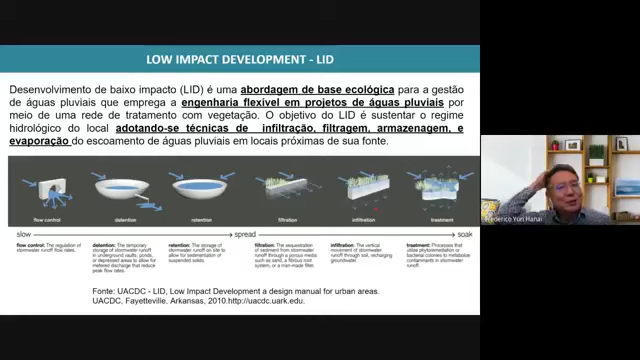 LOW IMPACT DEVELOPMENT - LID
Desenvolvimento de baixo impacto (LID) é uma abordagem de base ecológica para a gestão
de águas pluviais que emprega a engenharia flexível em projetos de águas pluviais por
meio de uma rede de tratamento com vegetação. O objetivo do LID é sustentar o regime
hidrológico do local adotando-se técnicas de infiltração, filtragem, armazenagem, e
evaporação do escoamento de águas pluviais em locais próximas de sua fonte.
flow control detention retention filtration infiltration treatment
slow spread soak
flow control: The regulation of
stormwater runoff flow rates.
detention: The temporary
storage of stormwater runoff
in underground vaults, ponds,
or depressed areas to allow for
metered discharge that reduce
peak flow rates.
retention: The storage of
stormwater runoff on site to
allow for sedimentation of
suspended solids.
filtration: The sequestration of
sediment from stormwater
runoff through a porous media
such as sand, a fibrous root
system, or a man-made filter.
infiltration: The vertical
movement of stormwater
runoff through soil, recharging
groundwater.
treatment: Processes that
utilize phytoremediation or
bacterial colonies to metabolize
contaminants in stormwater
runoff.
Fonte: UACDC - LID, Low Impact Development a design manual for urban areas.
UACDC, Fayetteville. Arkansas, 2010.http://uacdc.uark.edu.
Frederico Yuri Hanai